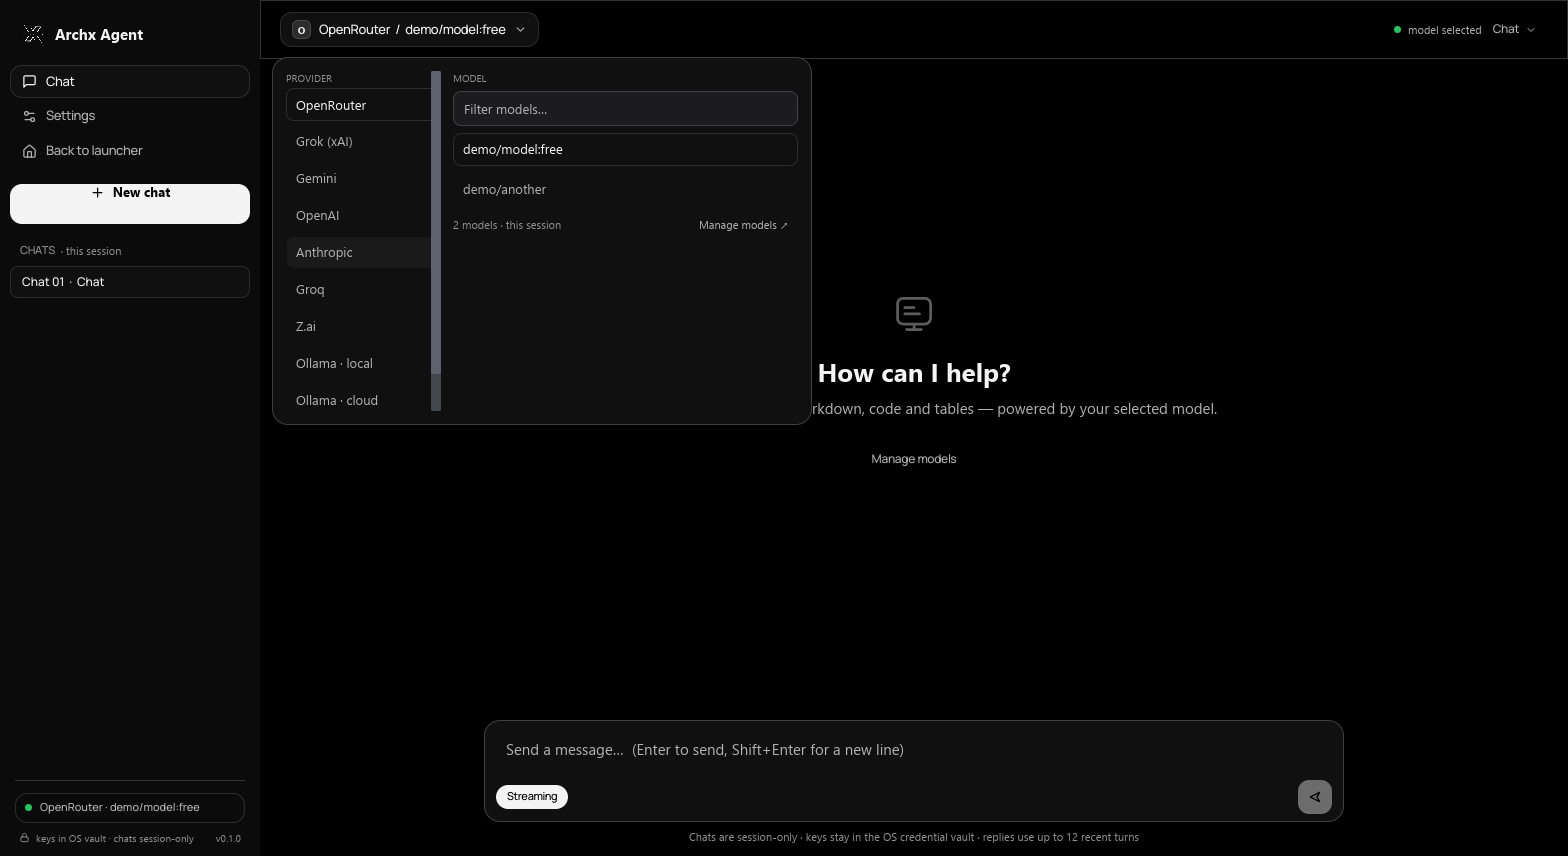 Archx Agent
Chat
Settings
Back to launcher
+ New chat
CHATS · this session
Chat 01 · Chat
OpenRouter · demo/model:free
keys in OS vault · chats session-only v0.1.0
O OpenRouter / demo/model:free
model selected Chat
PROVIDER
OpenRouter
Grok (xAI)
Gemini
OpenAI
Anthropic
Groq
Z.ai
Ollama · local
Ollama · cloud
MODEL
Filter models...
demo/model:free
demo/another
2 models · this session Manage models ↗
How can I help?
rkdown, code and tables — powered by your selected model.
Manage models
Send a message... (Enter to send, Shift+Enter for a new line)
Streaming
Chats are session-only · keys stay in the OS credential vault · replies use up to 12 recent turns